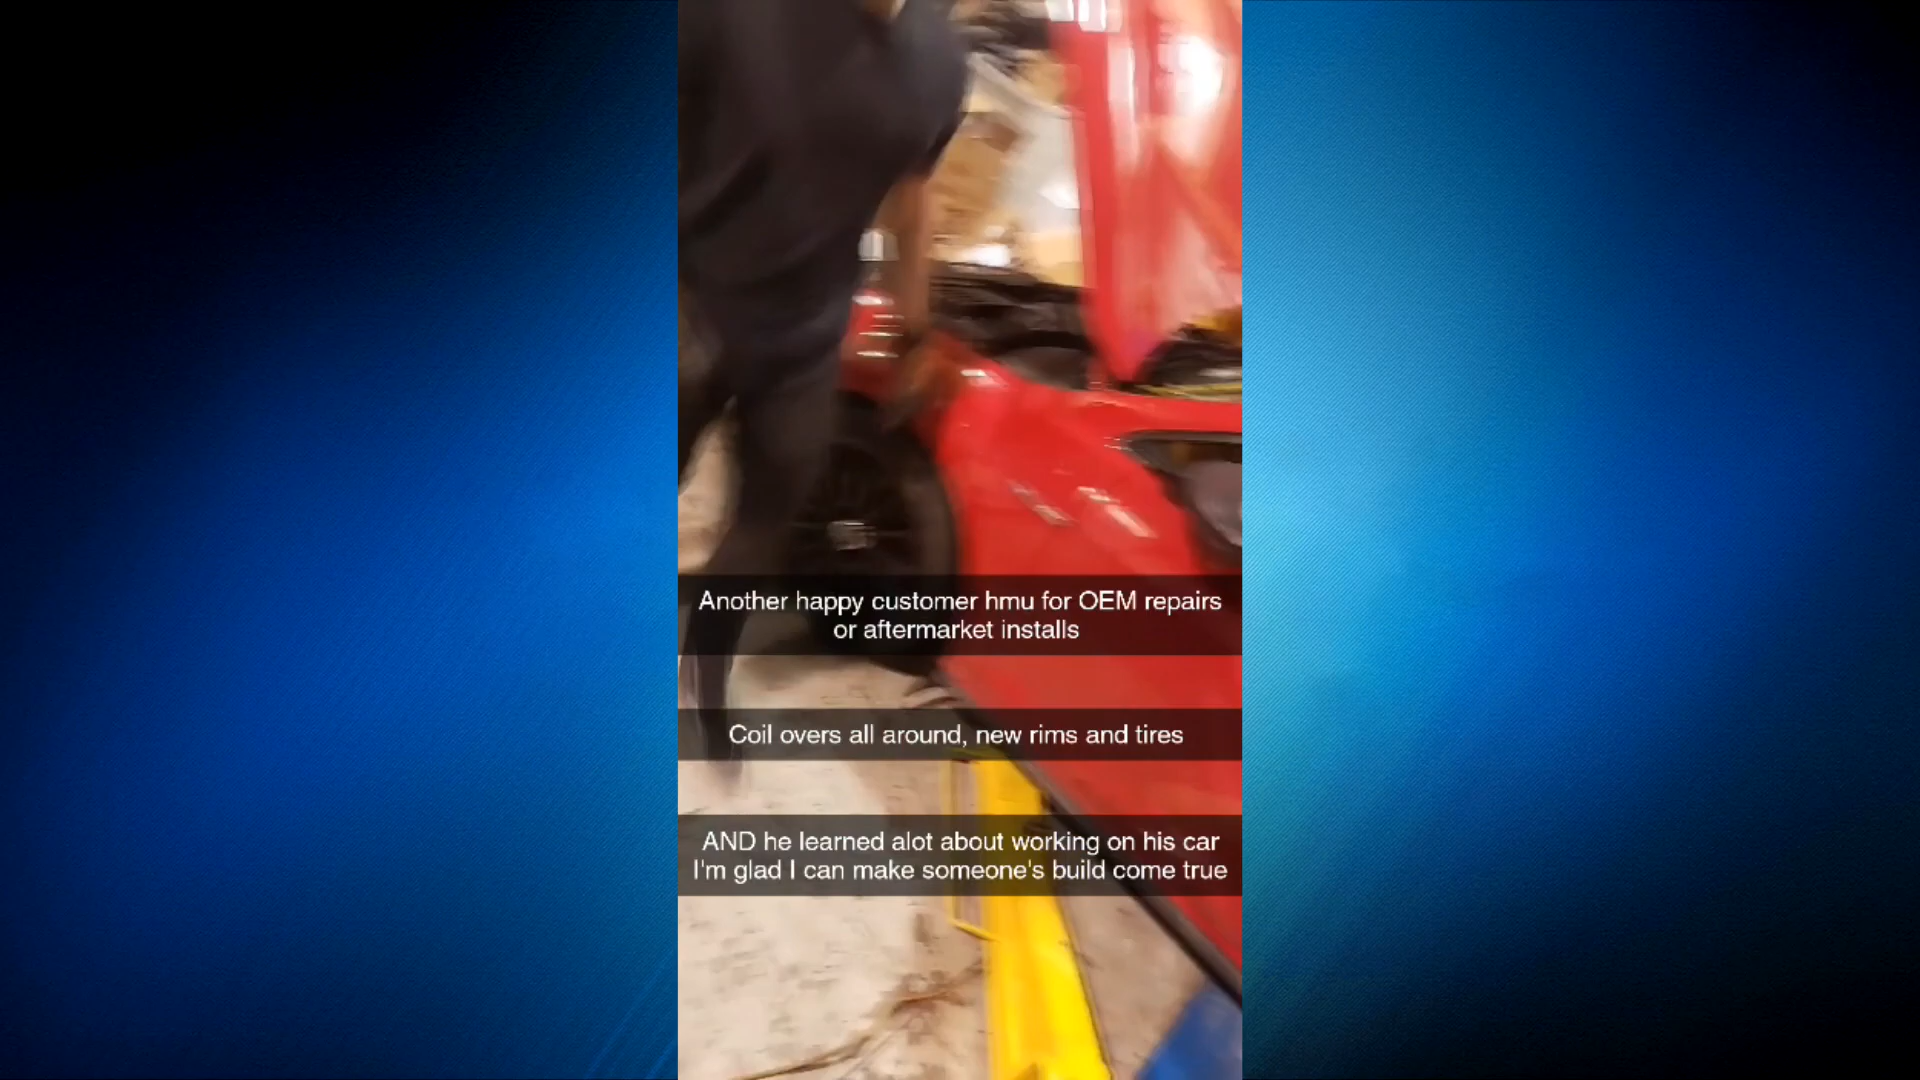 Another happy customer hmu for OEM repairs
or aftermarket installs
Coil overs all around, new rims and tires
AND he learned alot about working on his car
I'm glad I can make someone's build come true